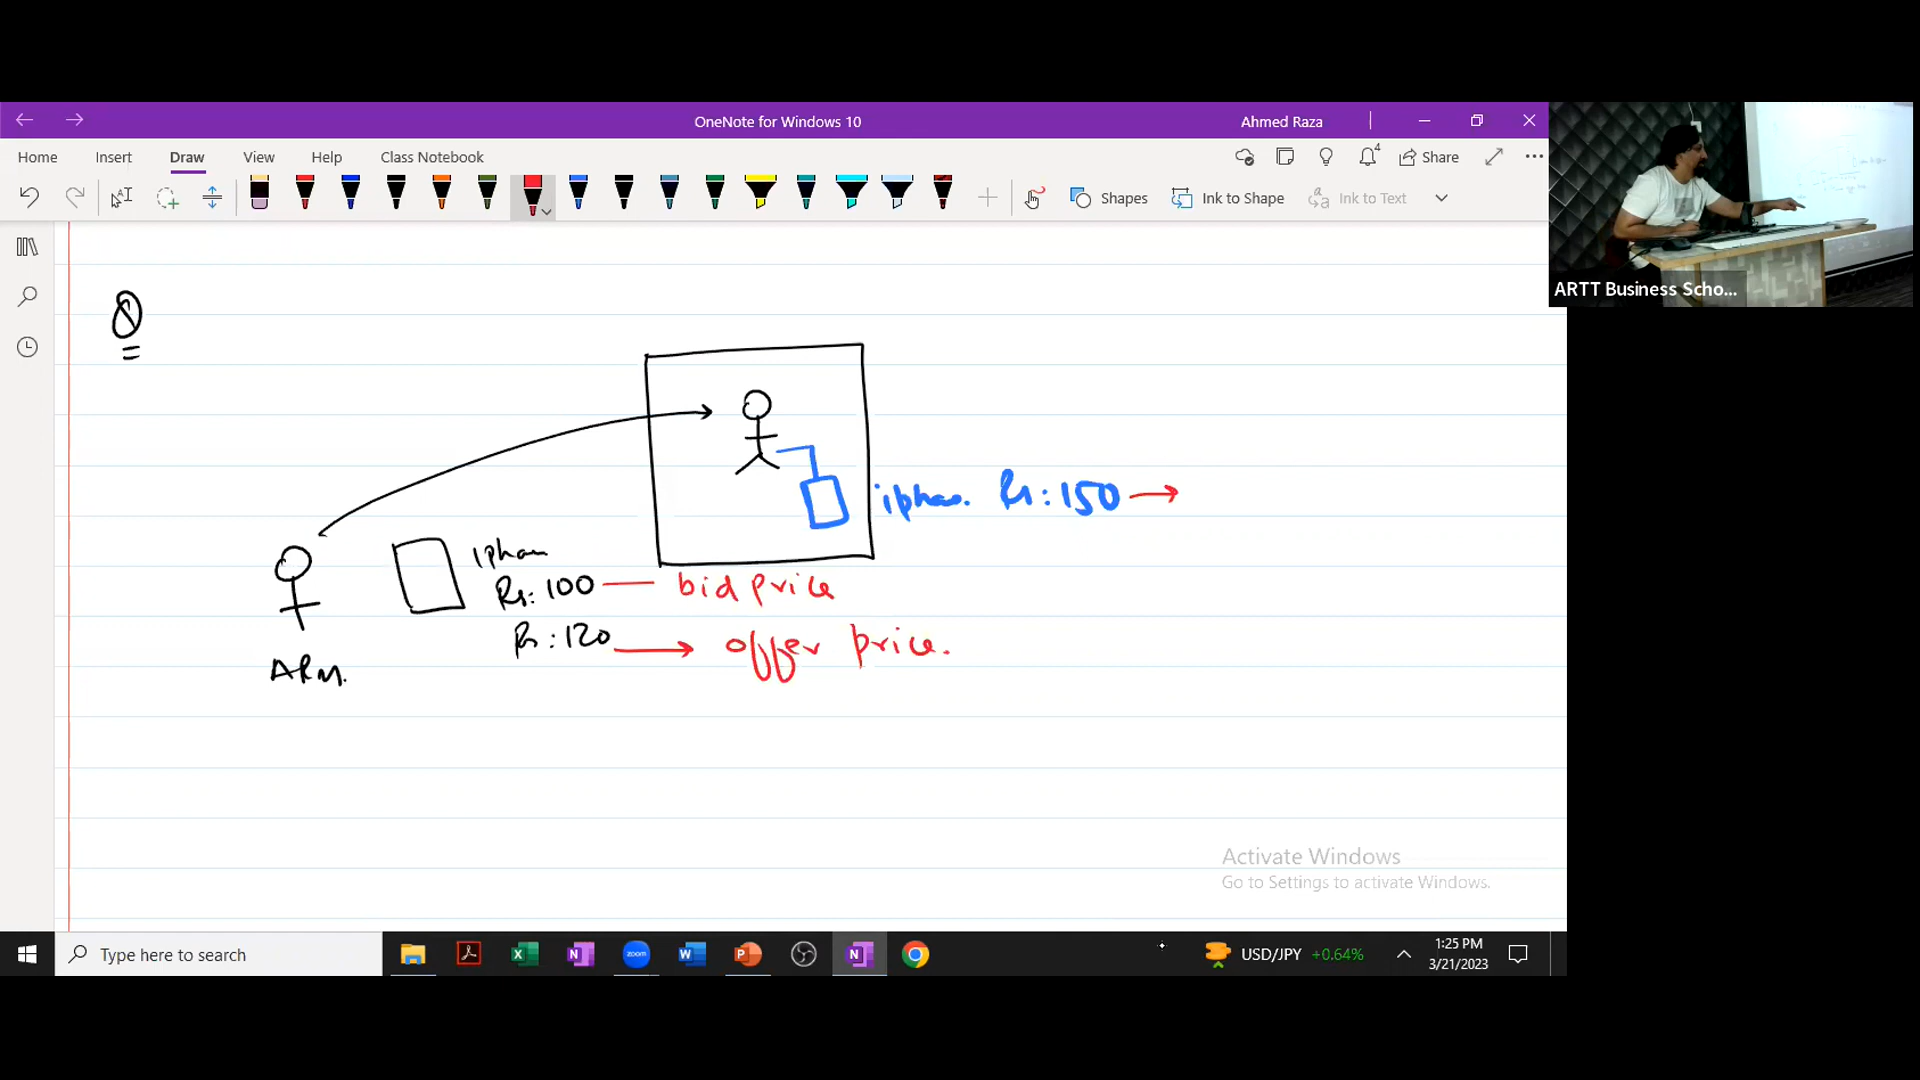 OneNote for Windows 10
Ahmed Raza
Home Insert Draw View Help Class Notebook
4
Share
Shapes
Ink to Shape
Ink to Text
ARTT Business Scho...
Q
iphone. Rs:150 →
Iphone
Rs:100 — bid price
Rs:120 → offer price.
ARM.
Activate Windows
Go to Settings to activate Windows.
Type here to search
zoom
USD/JPY +0.64%
1:25 PM
3/21/2023